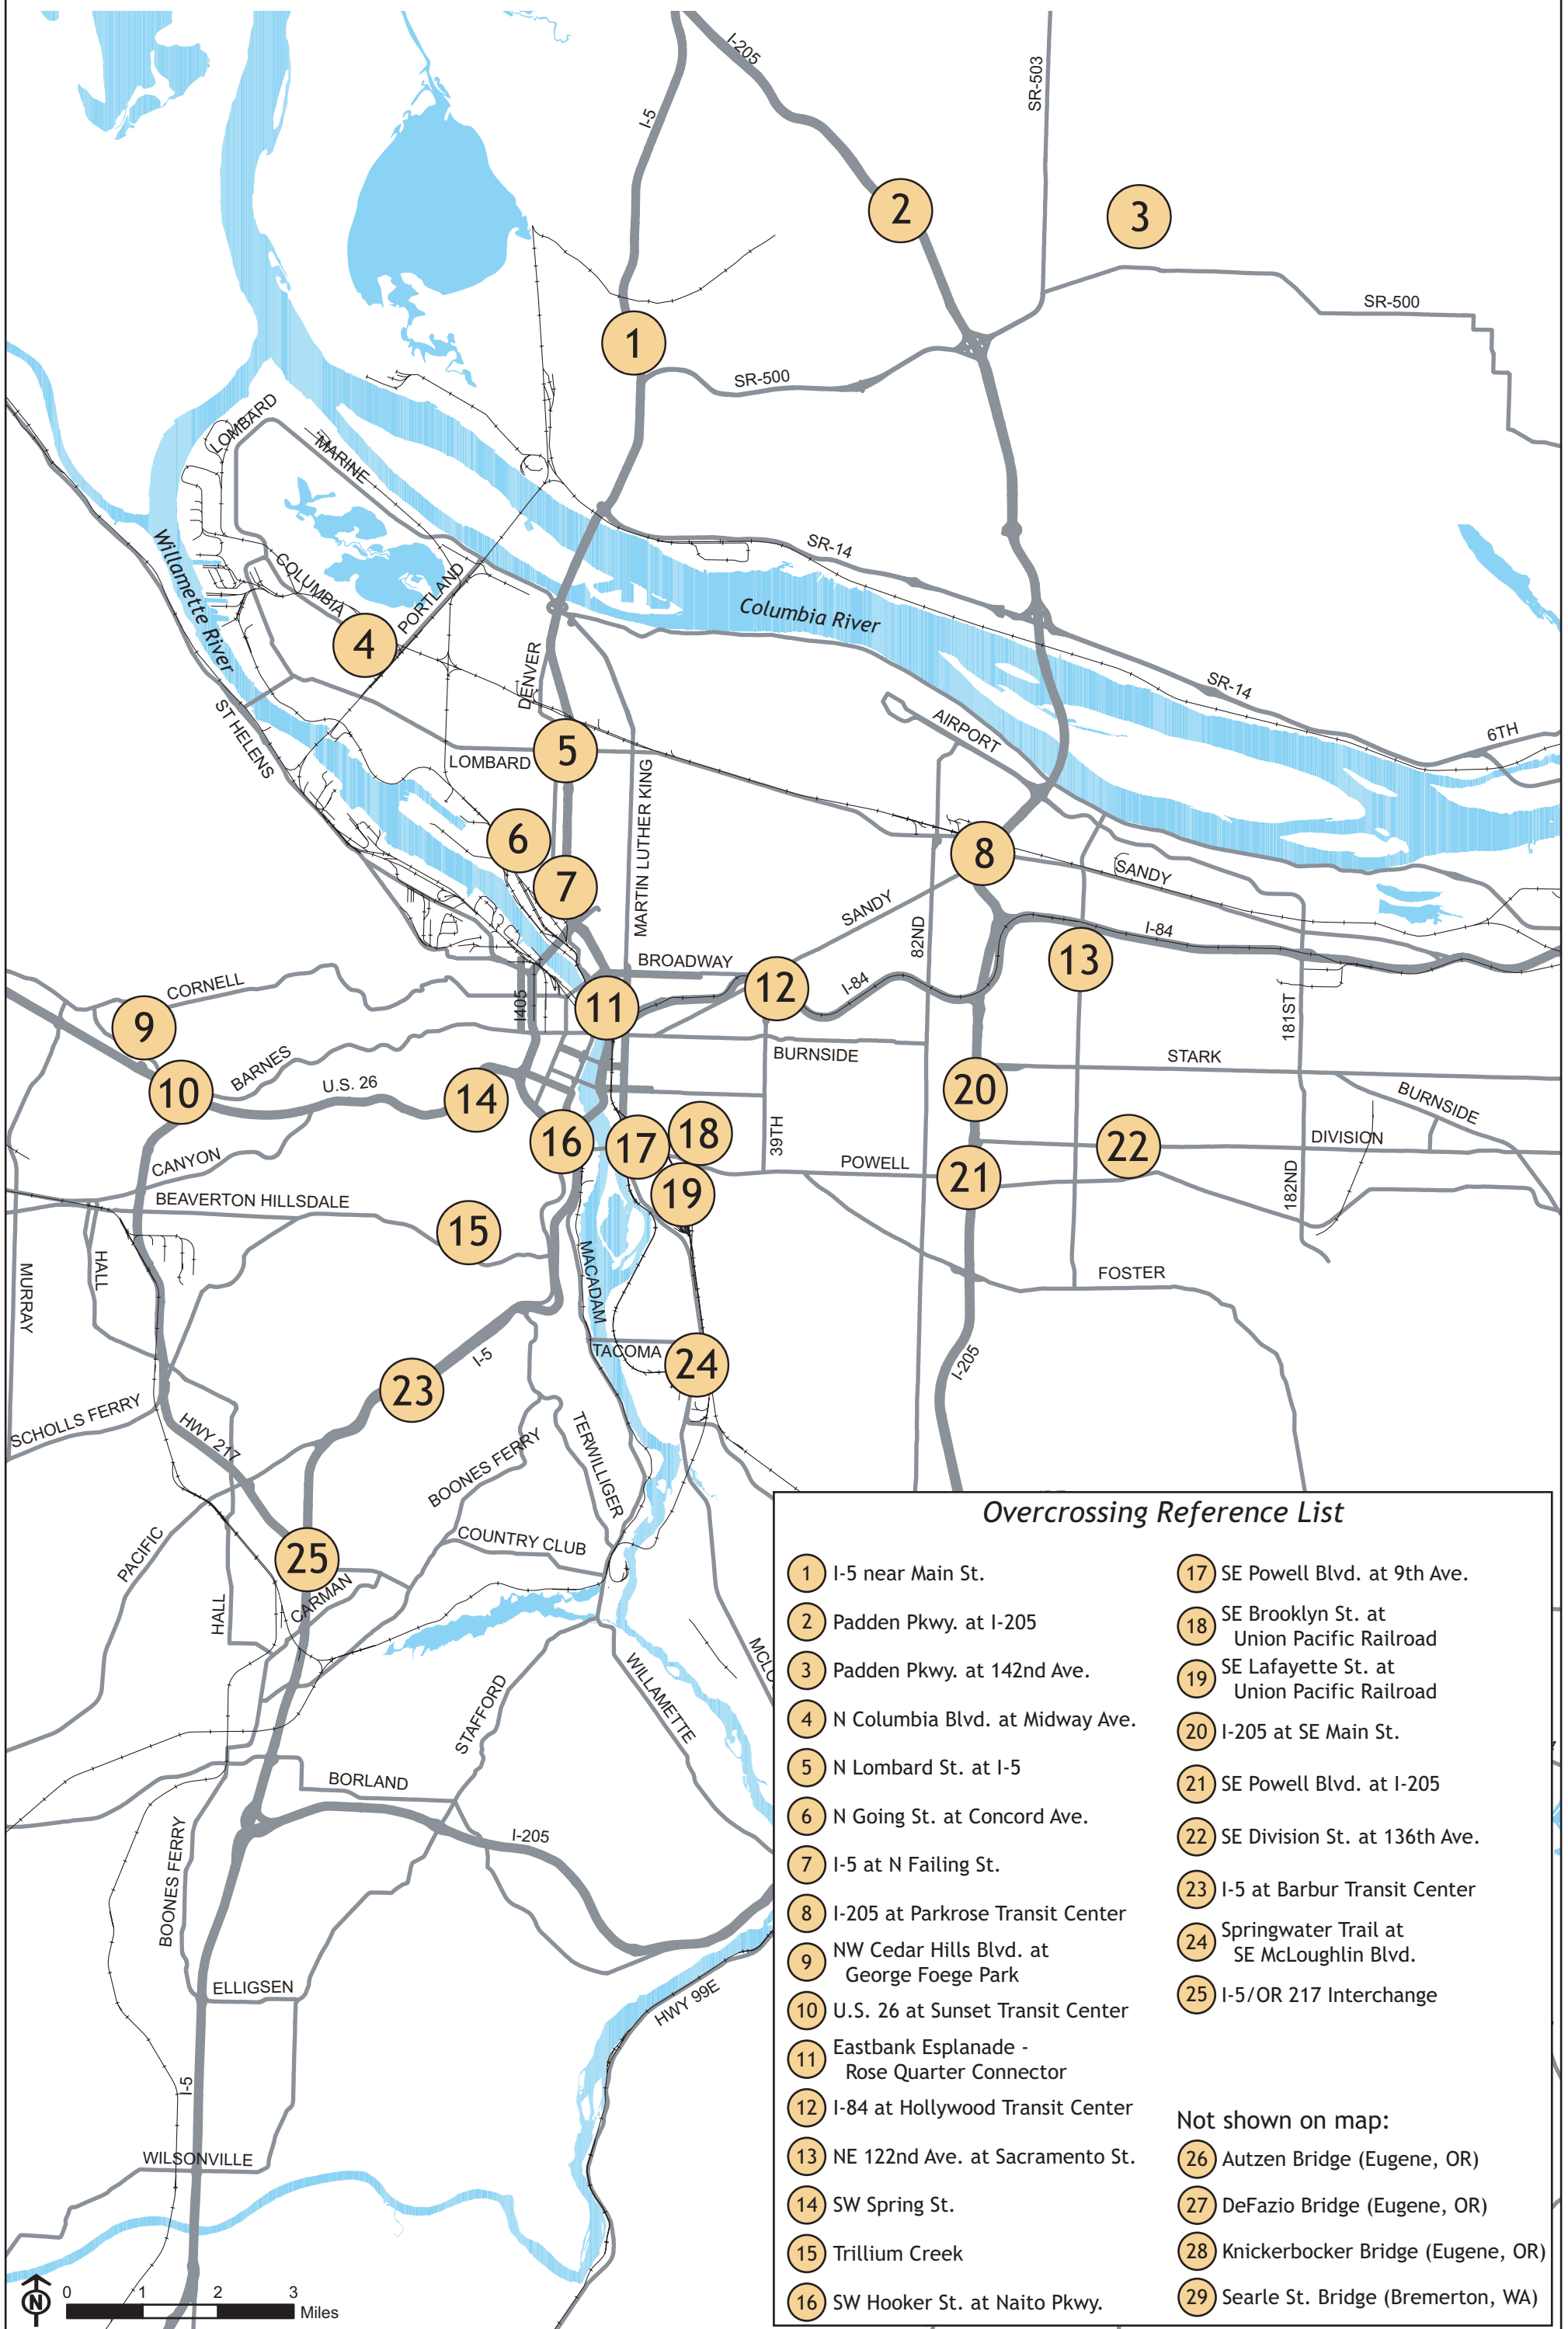 I-205
SR-503
I-5
2
3
SR-500
1
SR-500
LOMBARD
MARINE
SR-14
Willamette River
COLUMBIA
PORTLAND
Columbia River
4
DENVER
SR-14
ST HELENS
AIRPORT
6TH
5
LOMBARD
MARTIN LUTHER KING
6
8
7
SANDY
SANDY
82ND
I-84
BROADWAY
13
CORNELL
12
I-84
I405
11
181ST
9
BURNSIDE
STARK
BARNES
U.S. 26
10
14
20
BURNSIDE
16
17
18
39TH
22
DIVISION
CANYON
POWELL
21
182ND
BEAVERTON HILLSDALE
19
15
HALL
MURRAY
MACADAM
FOSTER
I-5
TACOMA
24
I-205
23
SCHOLLS FERRY
HWY 217
BOONES FERRY
TERWILLIGER
PACIFIC
COUNTRY CLUB
25
CARMAN
HALL
MCLO
WILLAMETTE
STAFFORD
BORLAND
I-205
BOONES FERRY
ELLIGSEN
HWY 99E
I-5
WILSONVILLE
N
0 1 2 3
Miles
Overcrossing Reference List
1 I-5 near Main St.
2 Padden Pkwy. at I-205
3 Padden Pkwy. at 142nd Ave.
4 N Columbia Blvd. at Midway Ave.
5 N Lombard St. at I-5
6 N Going St. at Concord Ave.
7 I-5 at N Failing St.
8 I-205 at Parkrose Transit Center
9 NW Cedar Hills Blvd. at
George Foege Park
10 U.S. 26 at Sunset Transit Center
11 Eastbank Esplanade -
Rose Quarter Connector
12 I-84 at Hollywood Transit Center
13 NE 122nd Ave. at Sacramento St.
14 SW Spring St.
15 Trillium Creek
16 SW Hooker St. at Naito Pkwy.
17 SE Powell Blvd. at 9th Ave.
18 SE Brooklyn St. at
Union Pacific Railroad
19 SE Lafayette St. at
Union Pacific Railroad
20 I-205 at SE Main St.
21 SE Powell Blvd. at I-205
22 SE Division St. at 136th Ave.
23 I-5 at Barbur Transit Center
24 Springwater Trail at
SE McLoughlin Blvd.
25 I-5/OR 217 Interchange
Not shown on map:
26 Autzen Bridge (Eugene, OR)
27 DeFazio Bridge (Eugene, OR)
28 Knickerbocker Bridge (Eugene, OR)
29 Searle St. Bridge (Bremerton, WA)